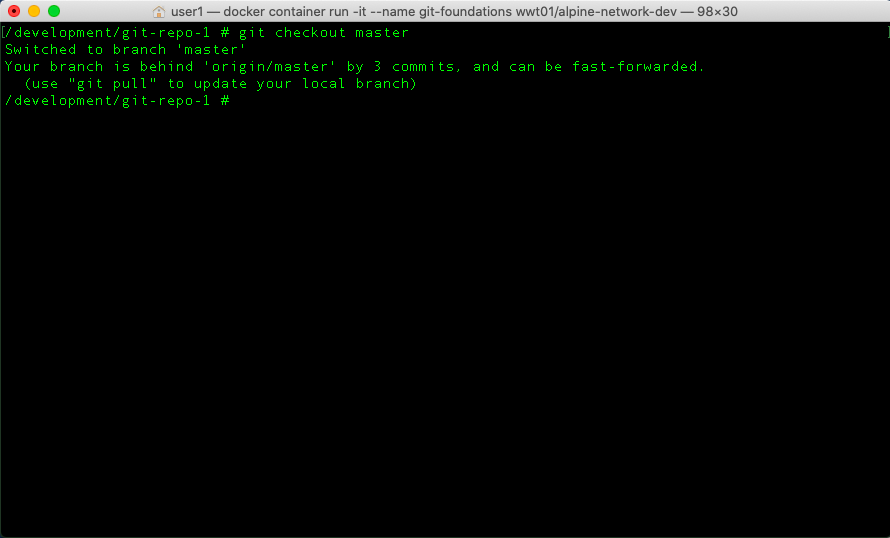 user1 — docker container run -it --name git-foundations wwt01/alpine-network-dev — 98×30
[/development/git-repo-1 # git checkout master ]
Switched to branch 'master'
Your branch is behind 'origin/master' by 3 commits, and can be fast-forwarded.
  (use "git pull" to update your local branch)
/development/git-repo-1 #